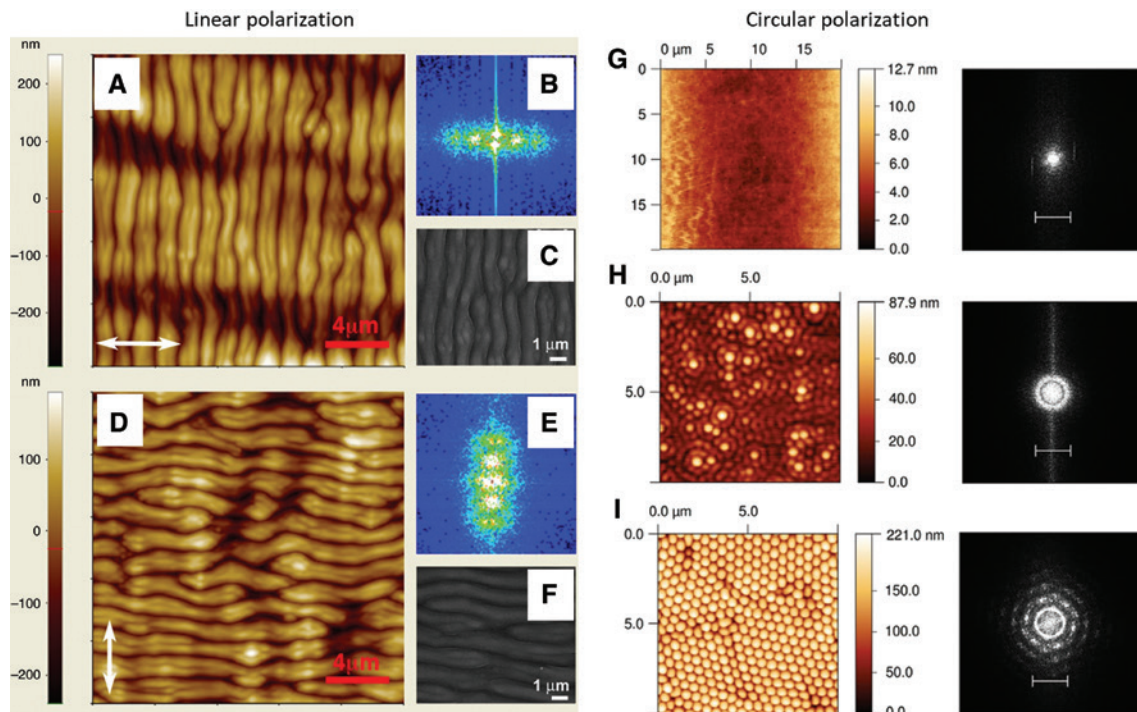 Linear polarization
Circular polarization
nm
200
100
0
−100
−200
A
4μm
B
C
1 μm
nm
100
0
−100
−200
D
4μm
E
F
1 μm
G
0 μm 5 10 15
0
5
10
15
12.7 nm
10.0
8.0
6.0
4.0
2.0
0.0
H
0.0 μm 5.0
0.0
5.0
87.9 nm
60.0
40.0
20.0
0.0
I
0.0 μm 5.0
0.0
5.0
221.0 nm
150.0
100.0
50.0
0.0